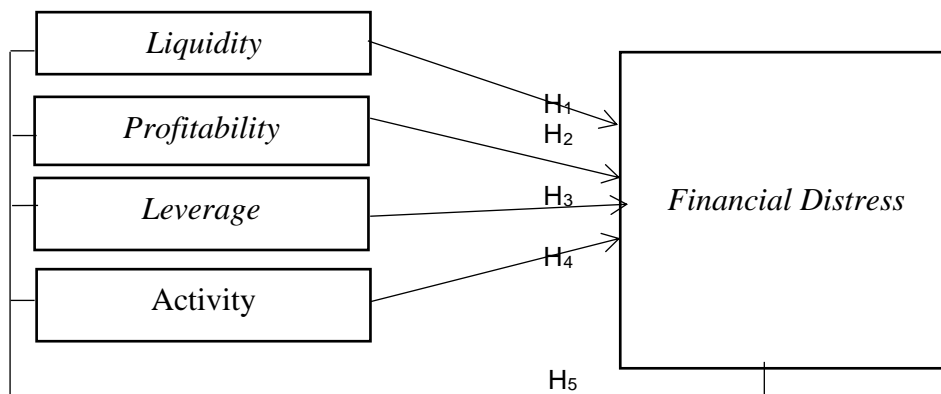 Liquidity
H₁
Profitability
H₂
Leverage
H₃
Financial Distress
H₄
Activity
H₅